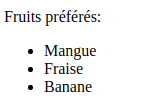 Fruits préférés:
• Mangue
• Fraise
• Banane